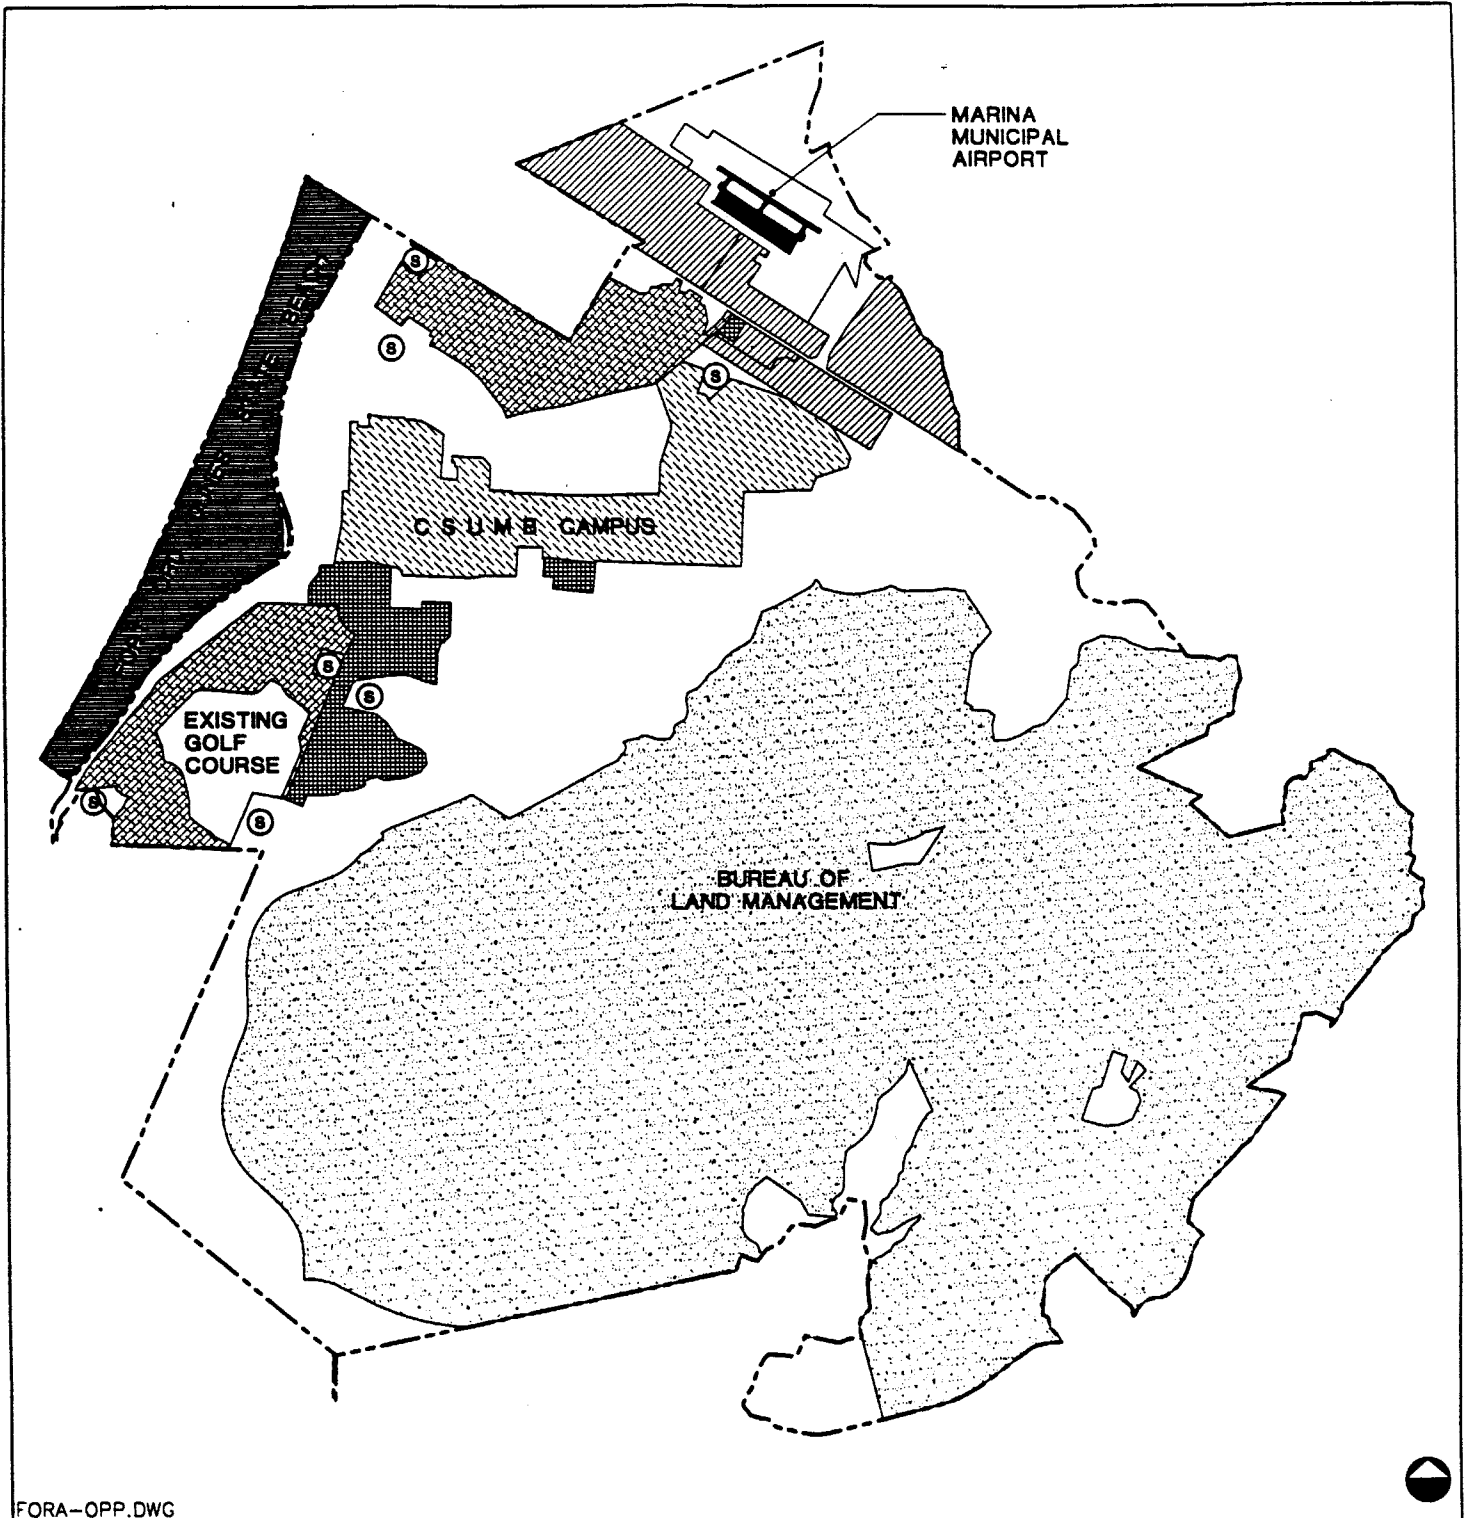 MARINA
MUNICIPAL
AIRPORT
S
S
S
C S U M B CAMPUS
S
S
EXISTING
GOLF
COURSE
S
S
BUREAU OF
LAND MANAGEMENT
FORA-OPP.DWG